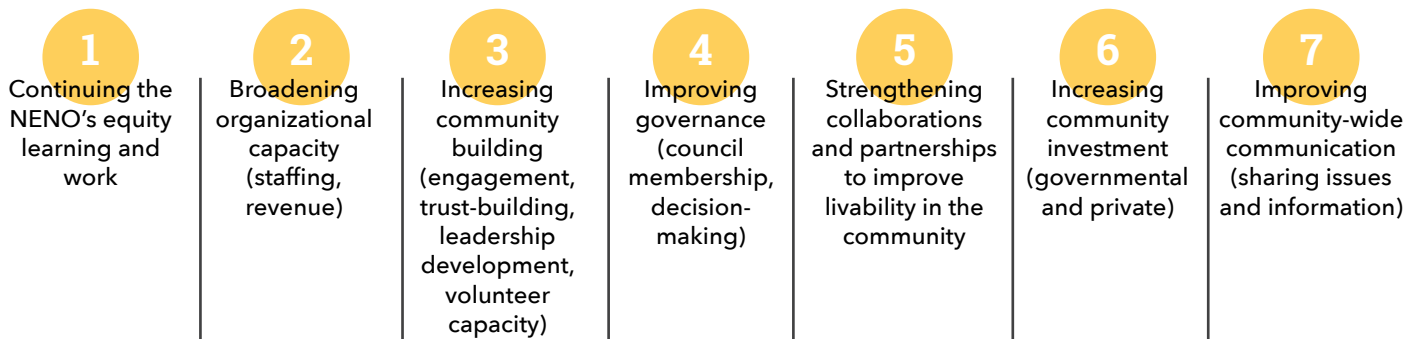 1
Continuing the
NENO's equity
learning and
work
2
Broadening
organizational
capacity
(staffing,
revenue)
3
Increasing
community
building
(engagement,
trust-building,
leadership
development,
volunteer
capacity)
4
Improving
governance
(council
membership,
decision-
making)
5
Strengthening
collaborations
and partnerships
to improve
livability in the
community
6
Increasing
community
investment
(governmental
and private)
7
Improving
community-wide
communication
(sharing issues
and information)